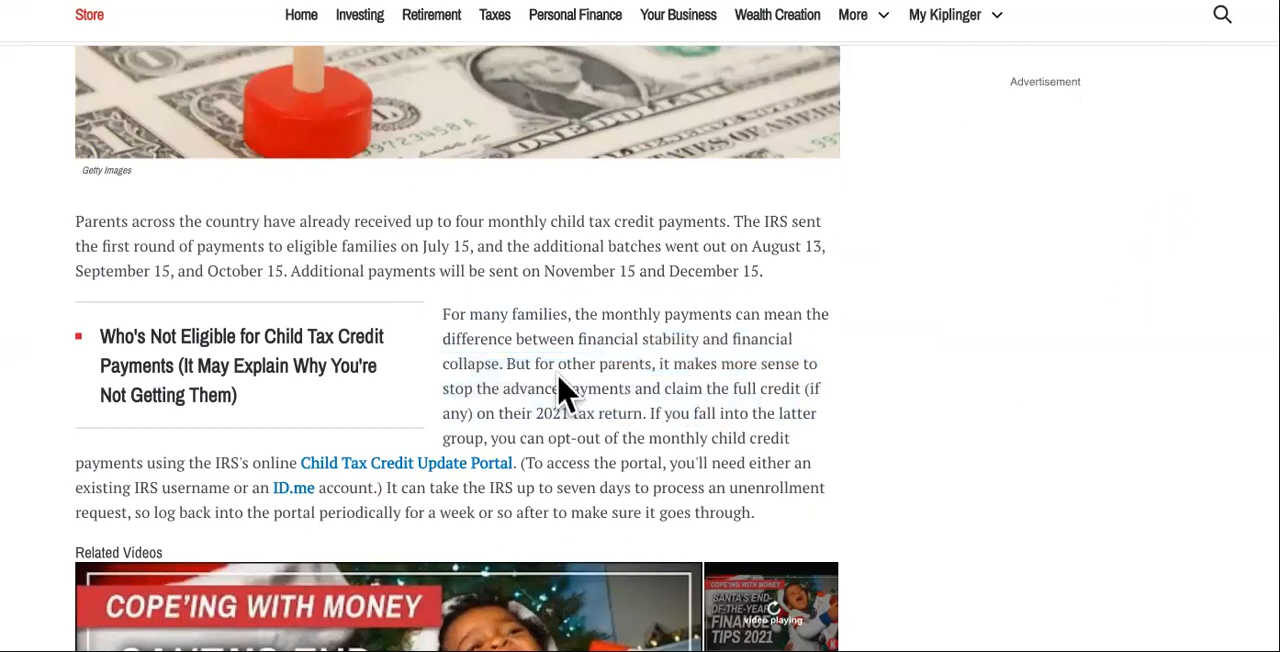 Store
Home Investing Retirement Taxes Personal Finance Your Business Wealth Creation More My Kiplinger
Advertisement
ONE DOLLAR
Getty Images
Parents across the country have already received up to four monthly child tax credit payments. The IRS sent
the first round of payments to eligible families on July 15, and the additional batches went out on August 13,
September 15, and October 15. Additional payments will be sent on November 15 and December 15.
Who's Not Eligible for Child Tax Credit
Payments (It May Explain Why You're
Not Getting Them)
For many families, the monthly payments can mean the
difference between financial stability and financial
collapse. But for other parents, it makes more sense to
stop the advance payments and claim the full credit (if
any) on their 2021 tax return. If you fall into the latter
group, you can opt-out of the monthly child credit
payments using the IRS's online Child Tax Credit Update Portal. (To access the portal, you'll need either an
existing IRS username or an ID.me account.) It can take the IRS up to seven days to process an unenrollment
request, so log back into the portal periodically for a week or so after to make sure it goes through.
Related Videos
COPE'ING WITH MONEY
COPE'ING WITH MONEY
SANTA'S END-
OF-THE-YEAR
FINANCE
TIPS 2021
video playing